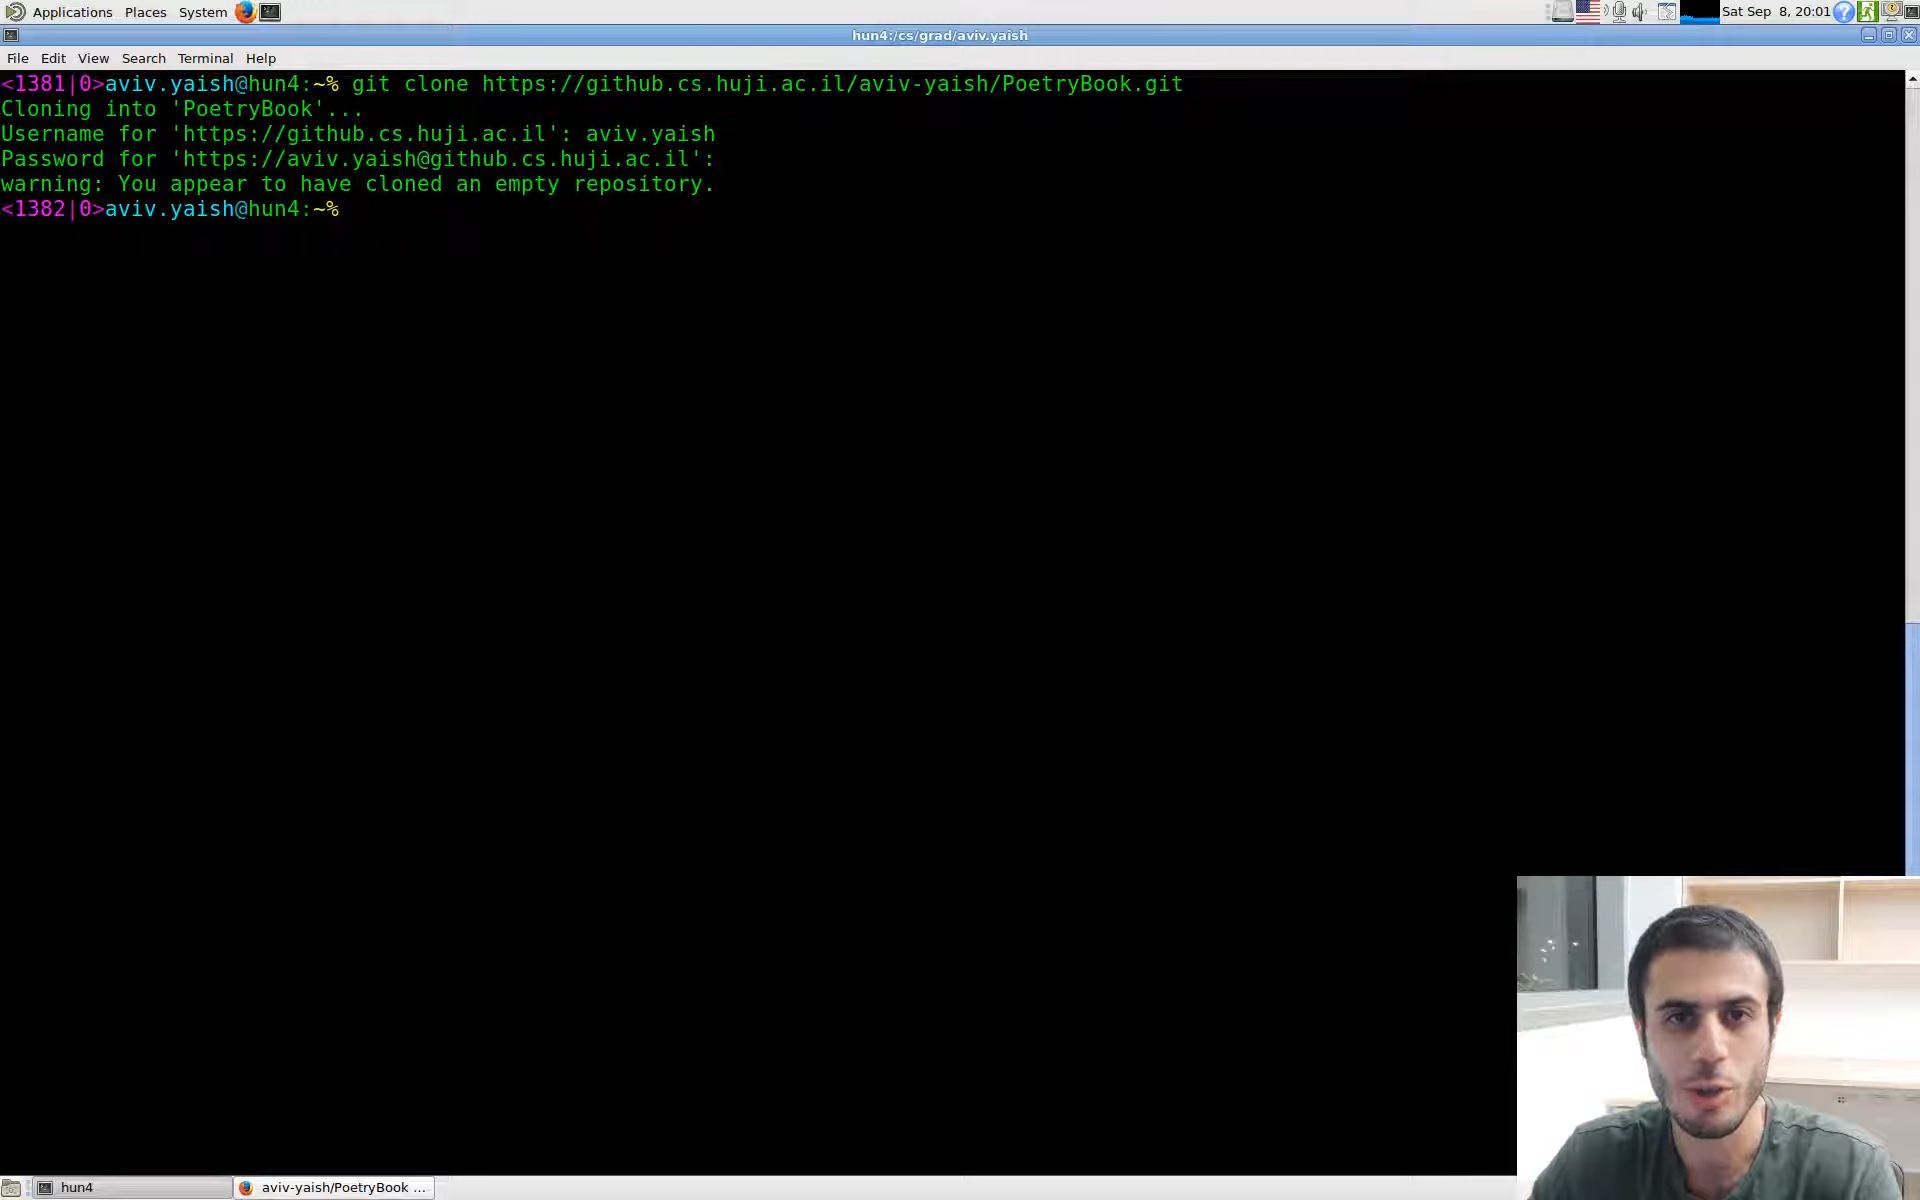 Applications Places System Sat Sep 8, 20:01
hun4:/cs/grad/aviv.yaish
File Edit View Search Terminal Help
<1381|0>aviv.yaish@hun4:~% git clone https://github.cs.huji.ac.il/aviv-yaish/PoetryBook.git
Cloning into 'PoetryBook'...
Username for 'https://github.cs.huji.ac.il': aviv.yaish
Password for 'https://aviv.yaish@github.cs.huji.ac.il':
warning: You appear to have cloned an empty repository.
<1382|0>aviv.yaish@hun4:~%
hun4 aviv-yaish/PoetryBook ...